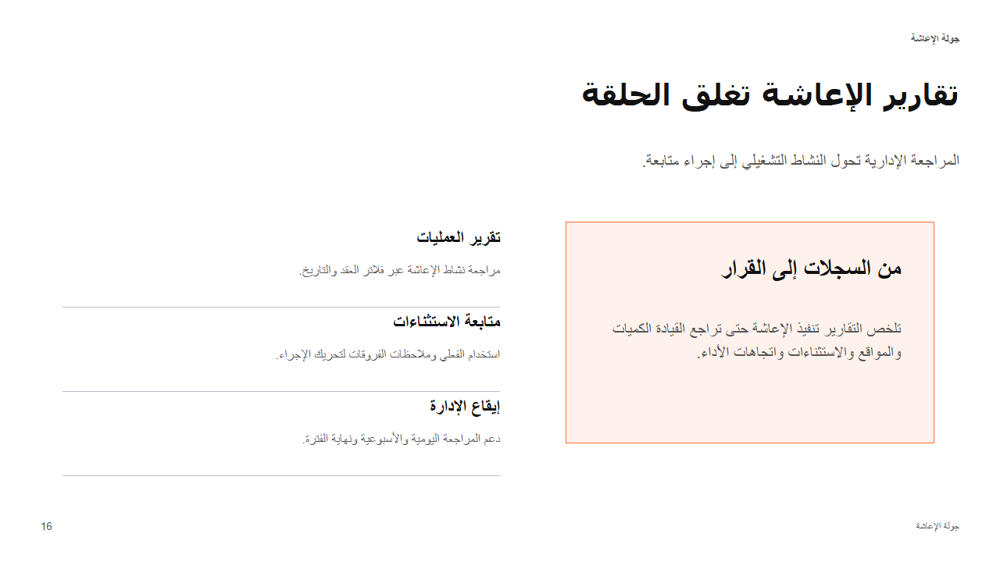 جولة الإعاشة
تقارير الإعاشة تغلق الحلقة
المراجعة الإدارية تحول النشاط التشغيلي إلى إجراء متابعة.
من السجلات إلى القرار
تلخص التقارير تنفيذ الإعاشة حتى تراجع القيادة الكميات
والمواقع والاستثناءات واتجاهات الأداء.
تقرير العمليات
مراجعة نشاط الإعاشة عبر فلاتر العقد والتاريخ.
متابعة الاستثناءات
استخدام الفعلي وملاحظات الفروقات لتحريك الإجراء.
إيقاع الإدارة
دعم المراجعة اليومية والأسبوعية ونهاية الفترة.
جولة الإعاشة
16